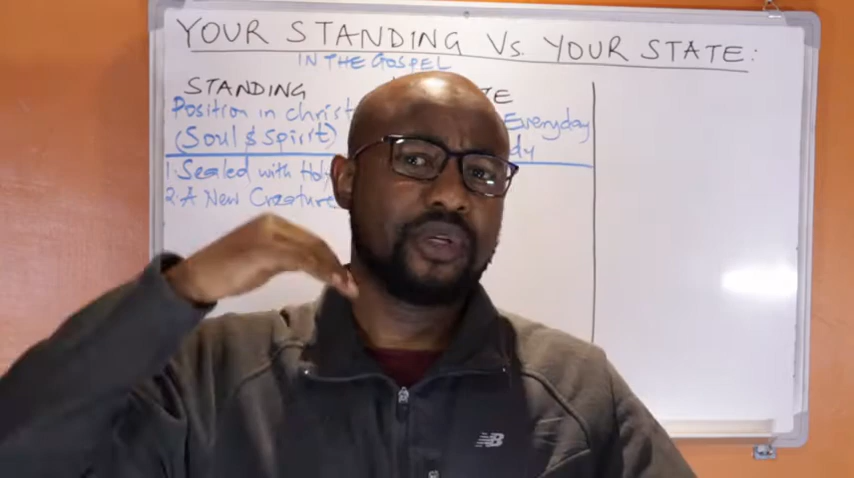 YOUR STANDING Vs. YOUR STATE:
IN THE GOSPEL
STANDING
Position in Christ
Everyday
(Soul & Spirit)
1. Sealed with
2. A New Creature
NB